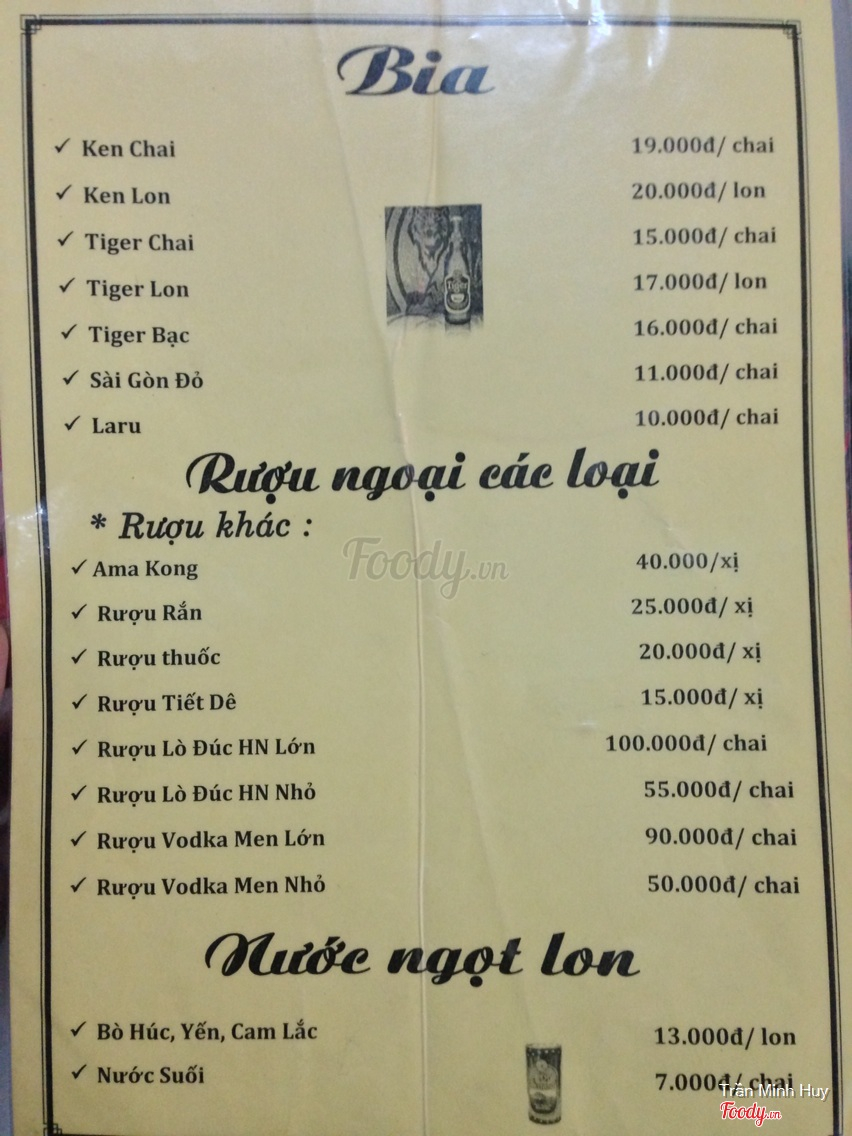 Bia
Ken Chai 19.000đ/ chai
Ken Lon 20.000đ/ lon
Tiger Chai 15.000đ/ chai
Tiger Lon 17.000đ/ lon
Tiger Bạc 16.000đ/ chai
Sài Gòn Đỏ 11.000đ/ chai
Laru 10.000đ/ chai
Tiger
Rượu ngoại các loại
* Rượu khác :
Ama Kong 40.000/xị
Rượu Rắn 25.000đ/ xị
Rượu thuốc 20.000đ/ xị
Rượu Tiết Dê 15.000đ/ xị
Rượu Lò Đúc HN Lớn 100.000đ/ chai
Rượu Lò Đúc HN Nhỏ 55.000đ/ chai
Rượu Vodka Men Lớn 90.000đ/ chai
Rượu Vodka Men Nhỏ 50.000đ/ chai
Nước ngọt lon
Bò Húc, Yến, Cam Lắc 13.000đ/ lon
Nước Suối 7.000đ/ chai
Foody.vn
Trần Minh Huy
Foody.vn